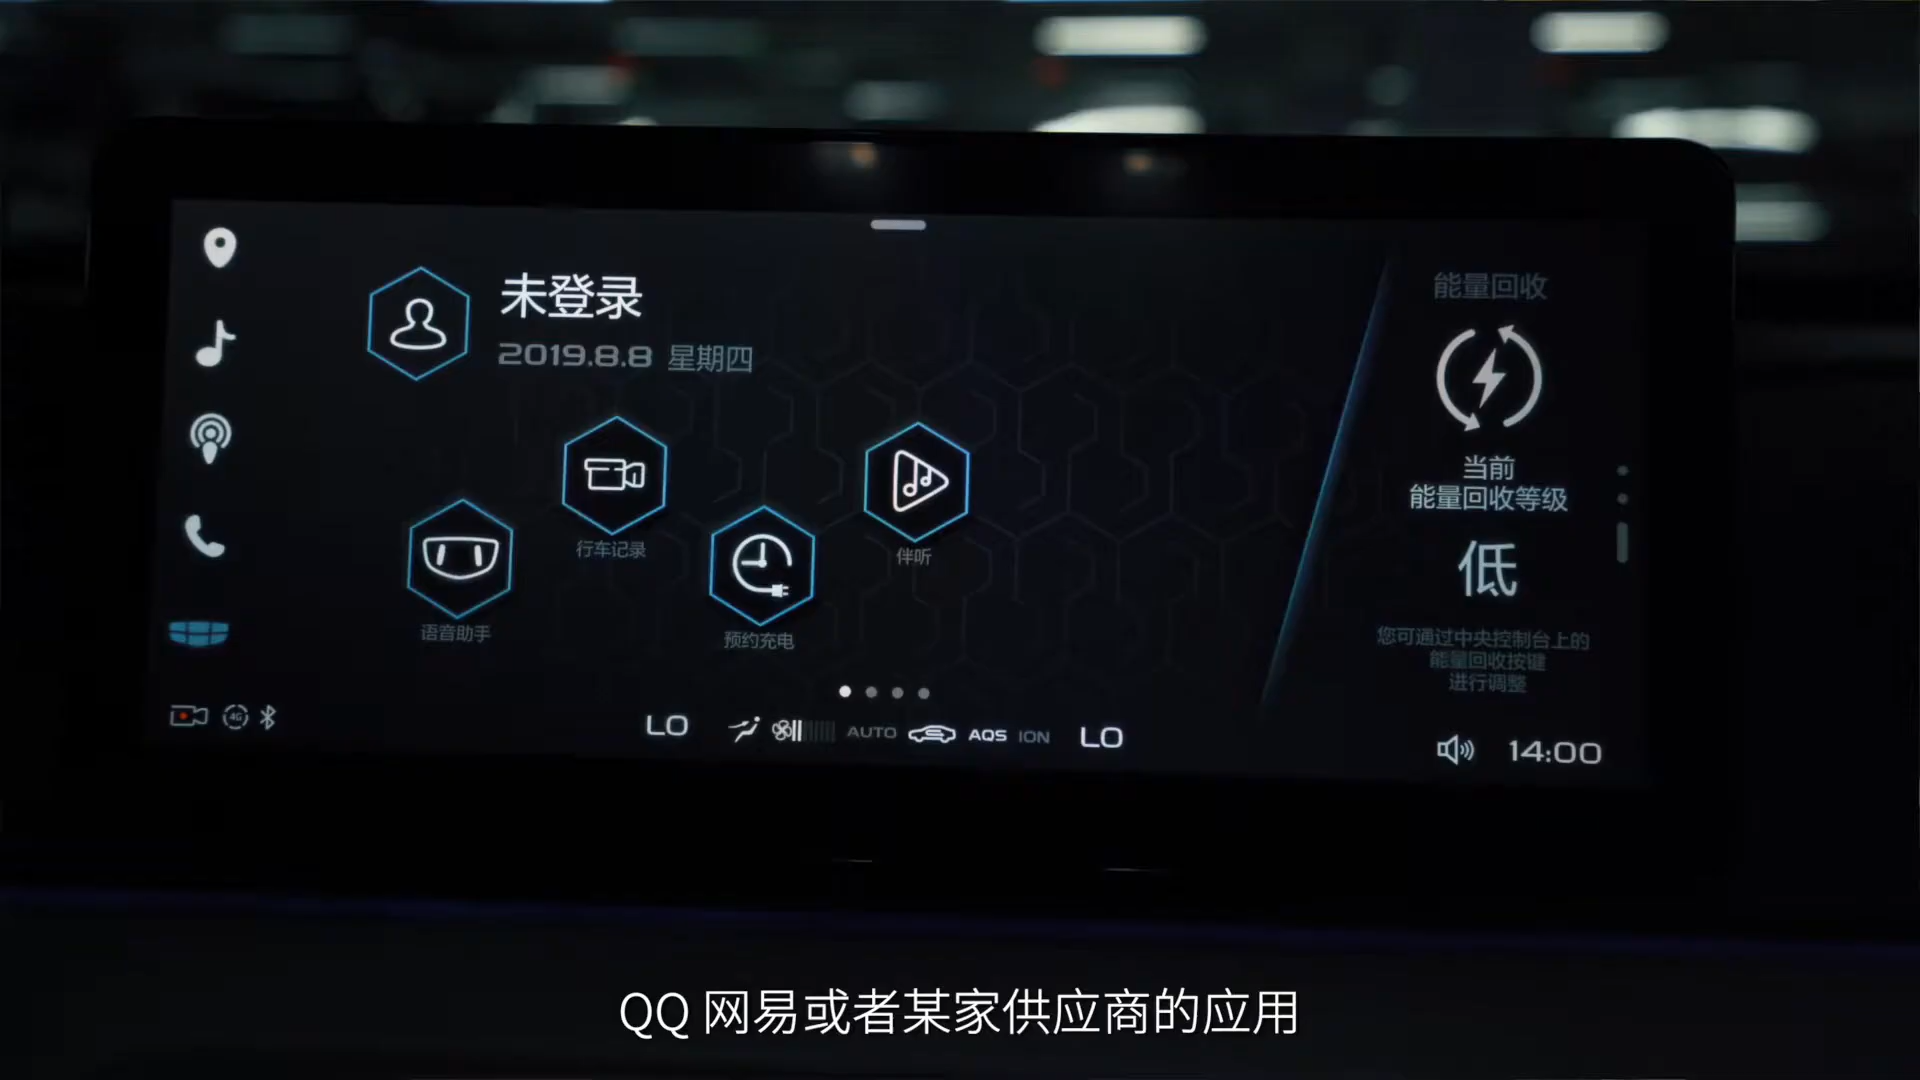 未登录
2019.8.8 星期四
行车记录
伴听
语音助手
预约充电
能量回收
当前
能量回收等级
低
您可通过中央控制台上的
能量回收按键
进行调整
4G
LO AUTO AQS ION LO
14:00
QQ 网易或者某家供应商的应用